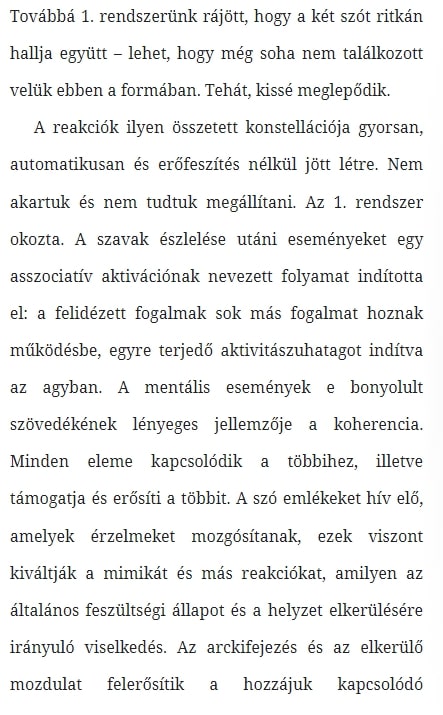 Továbbá 1. rendszerünk rájött, hogy a két szót ritkán
hallja együtt – lehet, hogy még soha nem találkozott
velük ebben a formában. Tehát, kissé meglepődik.
A reakciók ilyen összetett konstellációja gyorsan,
automatikusan és erőfeszítés nélkül jött létre. Nem
akartuk és nem tudtuk megállítani. Az 1. rendszer
okozta. A szavak észlelése utáni eseményeket egy
asszociatív aktivációnak nevezett folyamat indította
el: a felidézett fogalmak sok más fogalmat hoznak
működésbe, egyre terjedő aktivitászuhatagot indítva
az agyban. A mentális események e bonyolult
szövedékének lényeges jellemzője a koherencia.
Minden eleme kapcsolódik a többihez, illetve
támogatja és erősíti a többit. A szó emlékeket hív elő,
amelyek érzelmeket mozgósítanak, ezek viszont
kiváltják a mimikát és más reakciókat, amilyen az
általános feszültségi állapot és a helyzet elkerülésére
irányuló viselkedés. Az arckifejezés és az elkerülő
mozdulat felerősítik a hozzájuk kapcsolódó